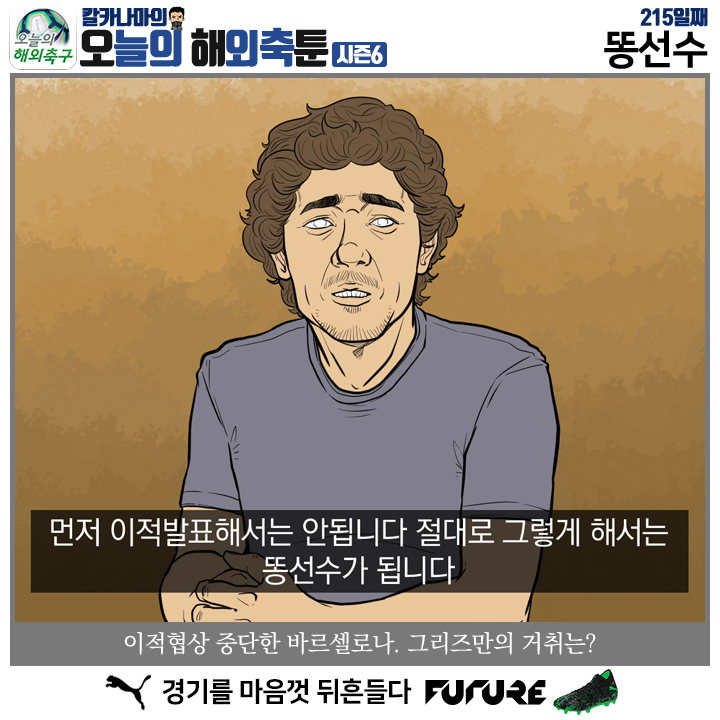 오늘의
해외축구
칼카나마의
오늘의 해외축툰
시즌6
215일째
똥선수
먼저 이적발표해서는 안됩니다 절대로 그렇게 해서는
똥선수가 됩니다
이적협상 중단한 바르셀로나. 그리즈만의 거취는?
경기를 마음껏 뒤흔들다 FUTURE